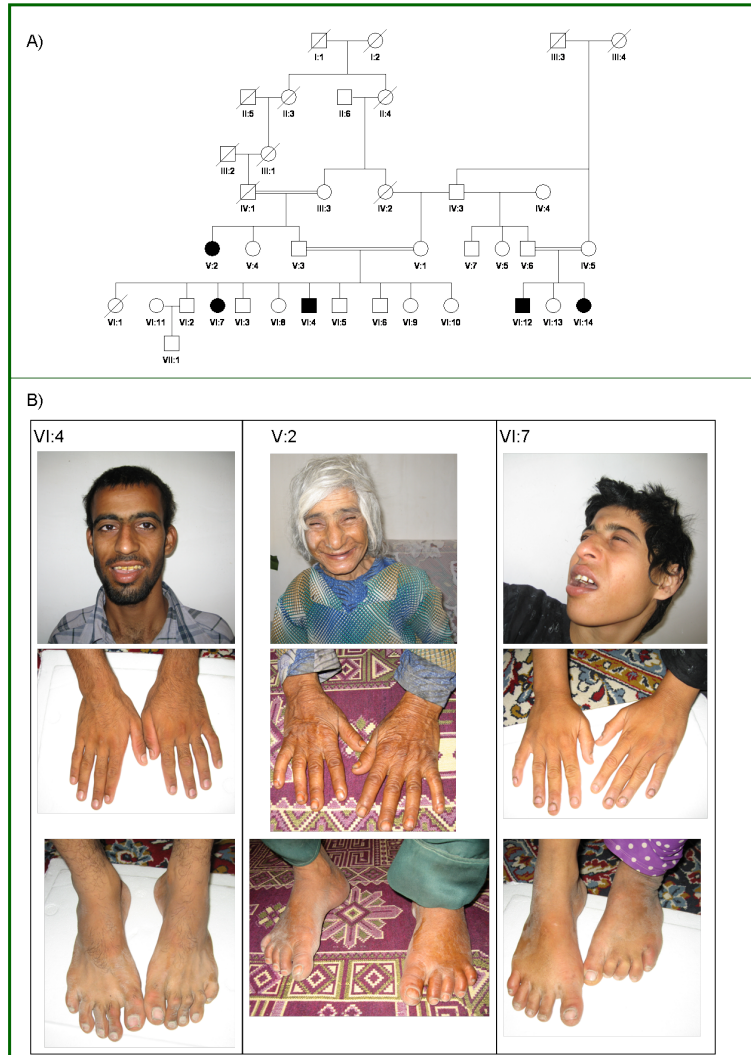 A)
I:1 I:2 III:3 III:4
II:5 II:3 II:6 II:4
III:2 III:1
IV:1 III:3 IV:2 IV:3 IV:4
V:2 V:4 V:3 V:1 V:7 V:5 V:6 IV:5
VI:1 VI:11 VI:2 VI:7 VI:3 VI:8 VI:4 VI:5 VI:6 VI:9 VI:10 VI:12 VI:13 VI:14
VII:1
B)
VI:4 V:2 VI:7